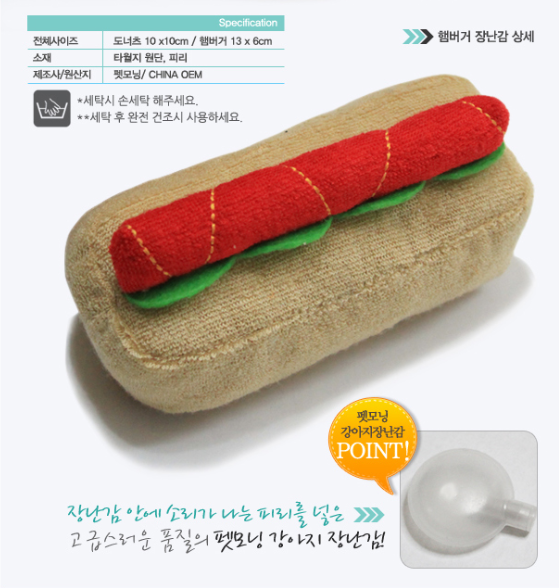 Specification
전체사이즈 도너츠 10 x10cm / 햄버거 13 x 6cm
소재 타월지 원단, 피리
제조사/원산지 펫모닝/ CHINA OEM
*세탁시 손세탁 해주세요.
**세탁 후 완전 건조시 사용하세요.
햄버거 장난감 상세
펫모닝
강아지장난감
POINT!
장난감 안에 소리가 나는 피리를 넣은
고급스러운 품질의 펫모닝 강아지 장난감!